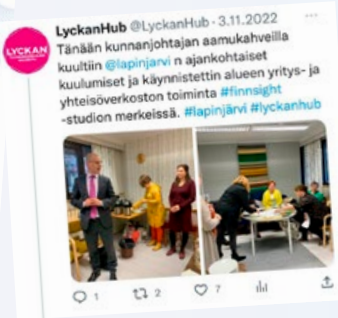 LyckanHub @LyckanHub · 3.11.2022
LYCKAN
Tänään kunnanjohtajan aamukahveilla
kuultiin @lapinjarvi n ajankohtaiset
kuulumiset ja käynnistettin alueen yritys- ja
yhteisöverkoston toiminta #finnsight
-studion merkeissä. #lapinjärvi #lyckanhub
1 2 7